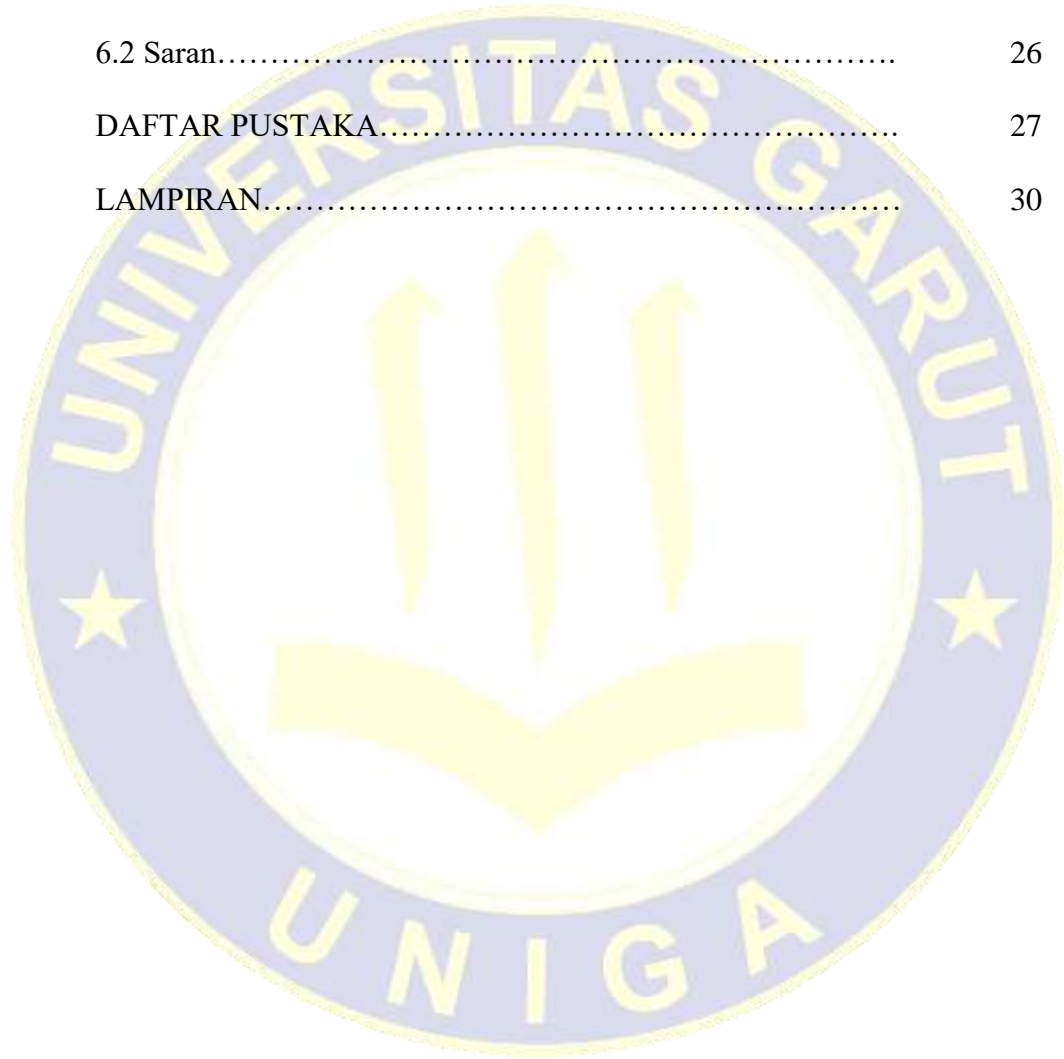 6.2 Saran…………………………………………………………………. 26
DAFTAR PUSTAKA………………………………………………….. 27
LAMPIRAN……………………………………………………………… 30
UNIVERSITAS GARUT
UNIGA